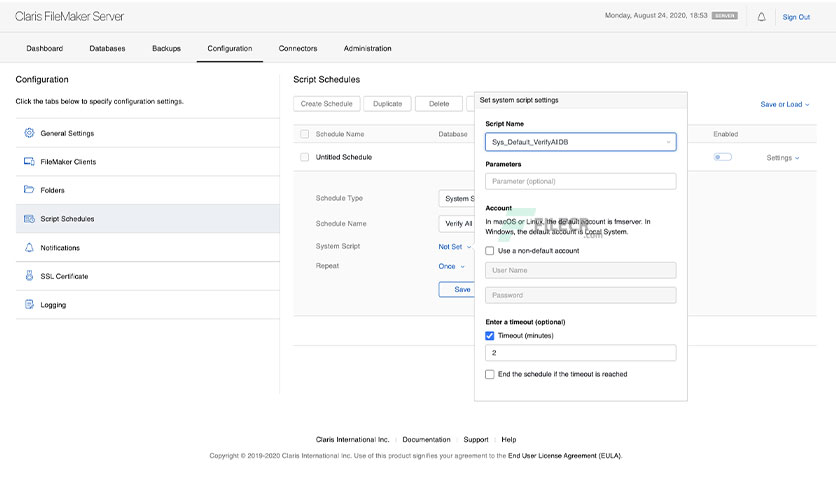 Claris FileMaker Server
Monday, August 24, 2020, 18:53 SERVER
Sign Out
Dashboard Databases Backups Configuration Connectors Administration
Configuration
Click the tabs below to specify configuration settings.
General Settings
FileMaker Clients
Folders
Script Schedules
Notifications
SSL Certificate
Logging
Script Schedules
Create Schedule Duplicate Delete
Save or Load
Schedule Name Database Enabled
Untitled Schedule Settings
Schedule Type System S
Schedule Name Verify All
System Script Not Set
Repeat Once
Save
Set system script settings
Script Name
Sys_Default_VerifyAllDB
Parameters
Parameter (optional)
Account
In macOS or Linux, the default account is fmserver. In
Windows, the default account is Local System.
FILECR
.com
Use a non-default account
User Name
Password
Enter a timeout (optional)
Timeout (minutes)
2
End the schedule if the timeout is reached
Claris International Inc. Documentation Support Help
Copyright © 2019-2020 Claris International Inc. Use of this product signifies your agreement to the End User License Agreement (EULA).